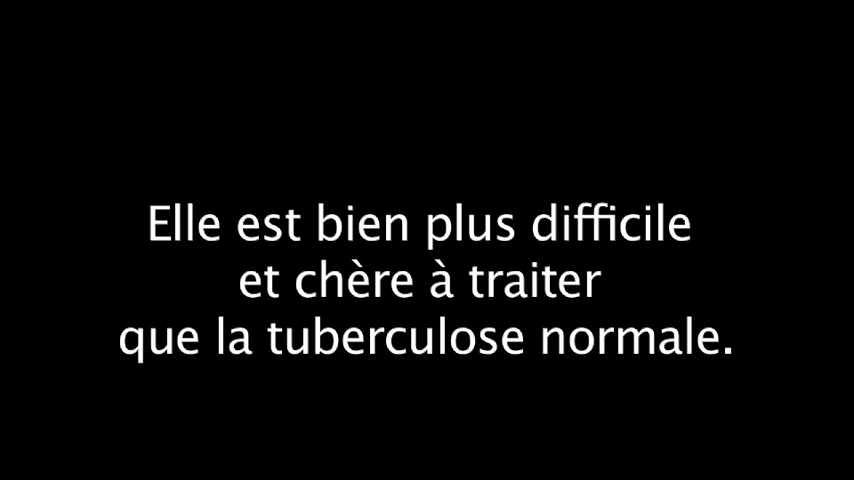 Elle est bien plus difficile
et chère à traiter
que la tuberculose normale.